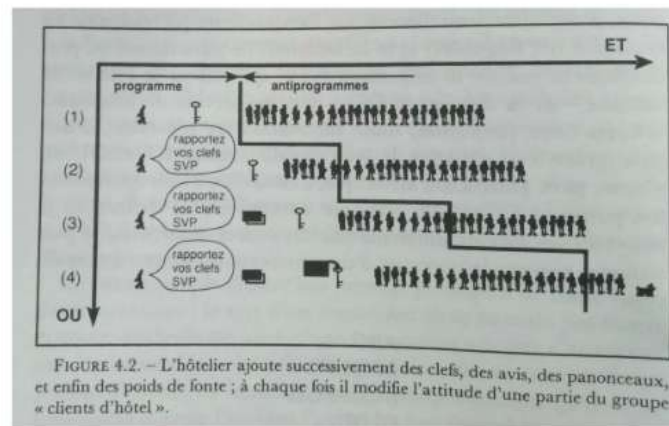 ET
programme antiprogrammes
(1)
rapportez
vos clefs
SVP
(2)
rapportez
vos clefs
SVP
(3)
rapportez
vos clefs
SVP
(4)
OU
FIGURE 4.2. – L'hôtelier ajoute successivement des clefs, des avis, des panonceaux,
et enfin des poids de fonte ; à chaque fois il modifie l'attitude d'une partie du groupe
« clients d'hôtel ».